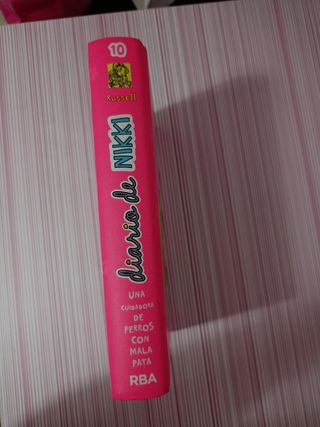 10
Russell
diario de NIKKI
UNA
CUIDADORA
DE
PERROS
CON
MALA
PATA
RBA